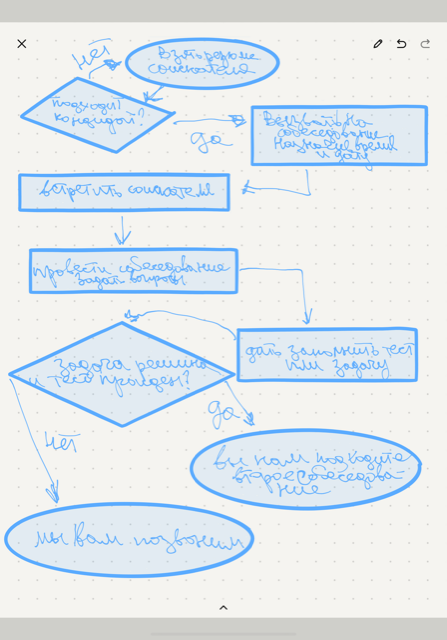 нет
Взять резюме
соискателя
подходит
кандидат?
да
Вызвать на
собеседование
назначить время
и дату
встретить соискателя
провести собеседование
задать вопросы
дать заполнить тест
или задачу
задача решена
и тест пройден?
да
нет
вы нам подходите
второе собеседова-
ние
мы вам позвоним